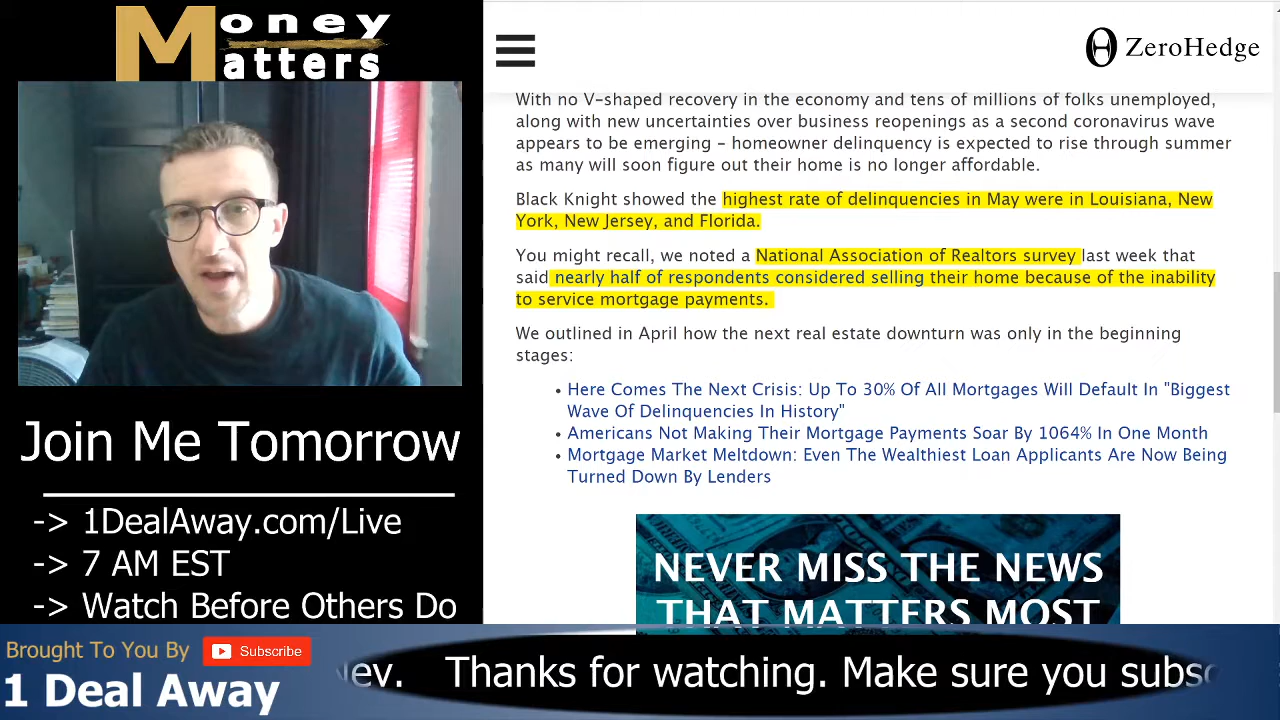 Money
Matters
ZeroHedge
With no V-shaped recovery in the economy and tens of millions of folks unemployed,
along with new uncertainties over business reopenings as a second coronavirus wave
appears to be emerging – homeowner delinquency is expected to rise through summer
as many will soon figure out their home is no longer affordable.
Black Knight showed the highest rate of delinquencies in May were in Louisiana, New
York, New Jersey, and Florida.
You might recall, we noted a National Association of Realtors survey last week that
said nearly half of respondents considered selling their home because of the inability
to service mortgage payments.
We outlined in April how the next real estate downturn was only in the beginning
stages:
• Here Comes The Next Crisis: Up To 30% Of All Mortgages Will Default In "Biggest
Wave Of Delinquencies In History"
• Americans Not Making Their Mortgage Payments Soar By 1064% In One Month
• Mortgage Market Meltdown: Even The Wealthiest Loan Applicants Are Now Being
Turned Down By Lenders
NEVER MISS THE NEWS
THAT MATTERS MOST
Join Me Tomorrow
-> 1DealAway.com/Live
-> 7 AM EST
-> Watch Before Others Do
Brought To You By
Subscribe
1 Deal Away
ey. Thanks for watching. Make sure you subs